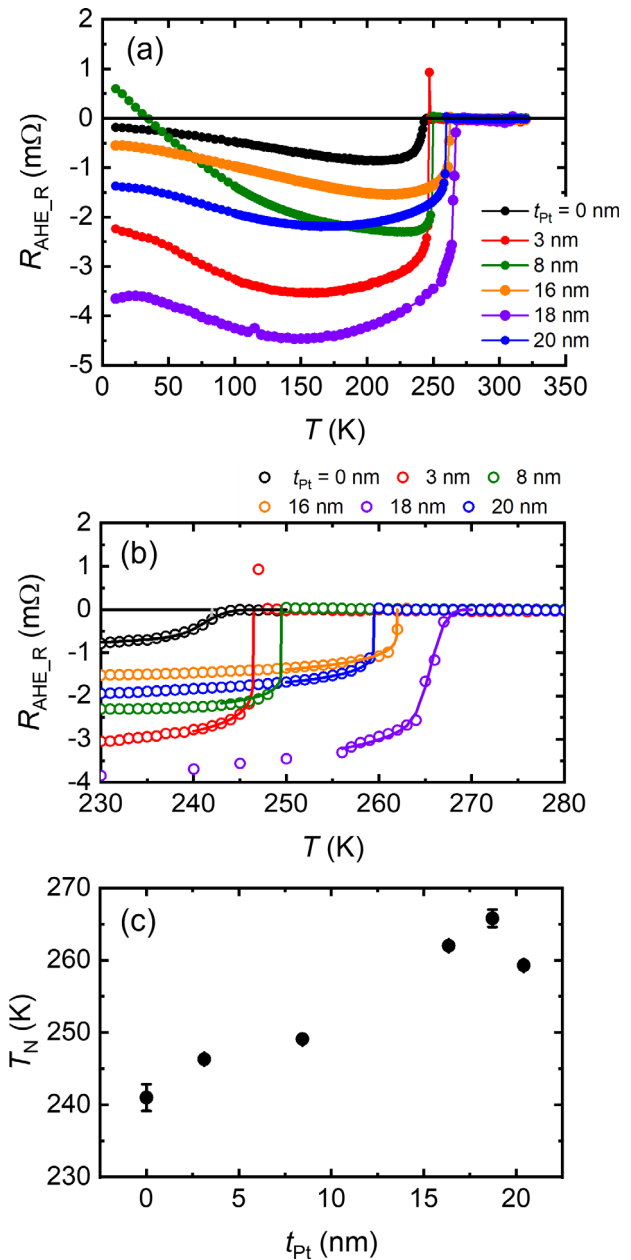 (a)
2
1
0
-1
-2
-3
-4
-5
R_AHE_R (mΩ)
t_Pt = 0 nm
3 nm
8 nm
16 nm
18 nm
20 nm
0 50 100 150 200 250 300 350
T (K)
t_Pt = 0 nm 3 nm 8 nm
16 nm 18 nm 20 nm
(b)
2
1
0
-1
-2
-3
-4
R_AHE_R (mΩ)
230 240 250 260 270 280
T (K)
(c)
270
260
250
240
230
T_N (K)
0 5 10 15 20
t_Pt (nm)